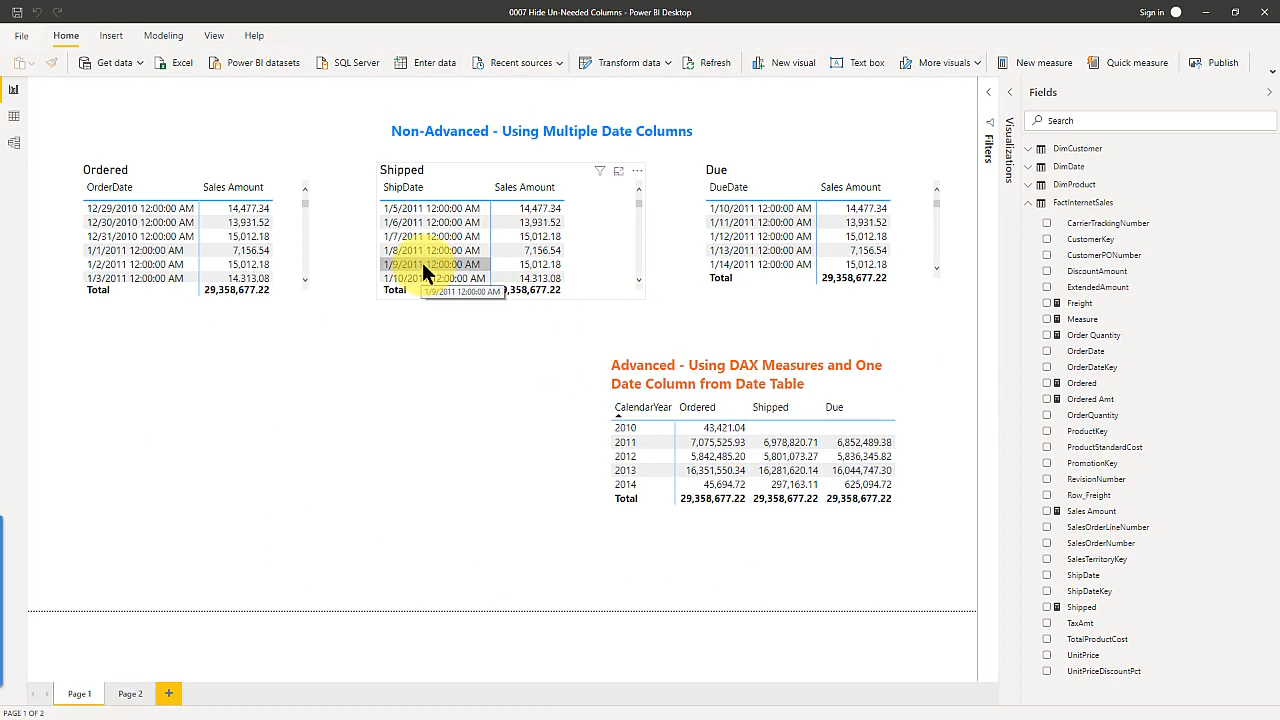 0007 Hide Un-Needed Columns - Power BI Desktop
Sign in
File Home Insert Modeling View Help
Get data Excel Power BI datasets SQL Server Enter data Recent sources Transform data Refresh New visual Text box More visuals New measure Quick measure Publish
Non-Advanced - Using Multiple Date Columns
Ordered
OrderDate Sales Amount
12/29/2010 12:00:00 AM 14,477.34
12/30/2010 12:00:00 AM 13,931.52
12/31/2010 12:00:00 AM 15,012.18
1/1/2011 12:00:00 AM 7,156.54
1/2/2011 12:00:00 AM 15,012.18
1/3/2011 12:00:00 AM 14,313.08
Total 29,358,677.22
Shipped
ShipDate Sales Amount
1/5/2011 12:00:00 AM 14,477.34
1/6/2011 12:00:00 AM 13,931.52
1/7/2011 12:00:00 AM 15,012.18
1/8/2011 12:00:00 AM 7,156.54
1/9/2011 12:00:00 AM 15,012.18
1/10/2011 12:00:00 AM 14,313.08
Total 29,358,677.22
1/9/2011 12:00:00 AM
Due
DueDate Sales Amount
1/10/2011 12:00:00 AM 14,477.34
1/11/2011 12:00:00 AM 13,931.52
1/12/2011 12:00:00 AM 15,012.18
1/13/2011 12:00:00 AM 7,156.54
1/14/2011 12:00:00 AM 15,012.18
Total 29,358,677.22
Advanced - Using DAX Measures and One
Date Column from Date Table
CalendarYear Ordered Shipped Due
2010 43,421.04
2011 7,075,525.93 6,978,820.71 6,852,489.38
2012 5,842,485.20 5,801,073.27 5,836,345.82
2013 16,351,550.34 16,281,620.14 16,044,747.30
2014 45,694.72 297,163.11 625,094.72
Total 29,358,677.22 29,358,677.22 29,358,677.22
Filters
Visualizations
Fields
Search
DimCustomer
DimDate
DimProduct
FactInternetSales
CarrierTrackingNumber
CustomerKey
CustomerPONumber
DiscountAmount
ExtendedAmount
Freight
Measure
Order Quantity
OrderDate
OrderDateKey
Ordered
Ordered Amt
OrderQuantity
ProductKey
ProductStandardCost
PromotionKey
RevisionNumber
Row_Freight
Sales Amount
SalesOrderLineNumber
SalesOrderNumber
SalesTerritoryKey
ShipDate
ShipDateKey
Shipped
TaxAmt
TotalProductCost
UnitPrice
UnitPriceDiscountPct
Page 1 Page 2
PAGE 1 OF 2